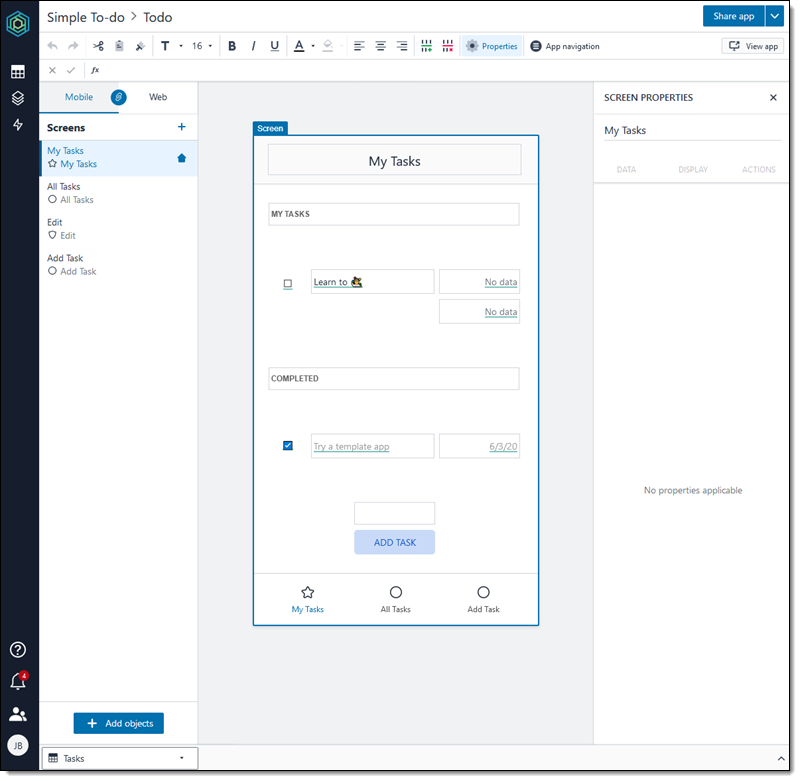 Simple To-do > Todo
Share app
T 16 B I U A Properties App navigation View app
fx
Mobile Web
Screens +
My Tasks
My Tasks
All Tasks
All Tasks
Edit
Edit
Add Task
Add Task
+ Add objects
Tasks
4
JB
Screen
My Tasks
MY TASKS
Learn to
No data
No data
COMPLETED
Try a template app
6/3/20
ADD TASK
My Tasks All Tasks Add Task
SCREEN PROPERTIES
My Tasks
DATA DISPLAY ACTIONS
No properties applicable